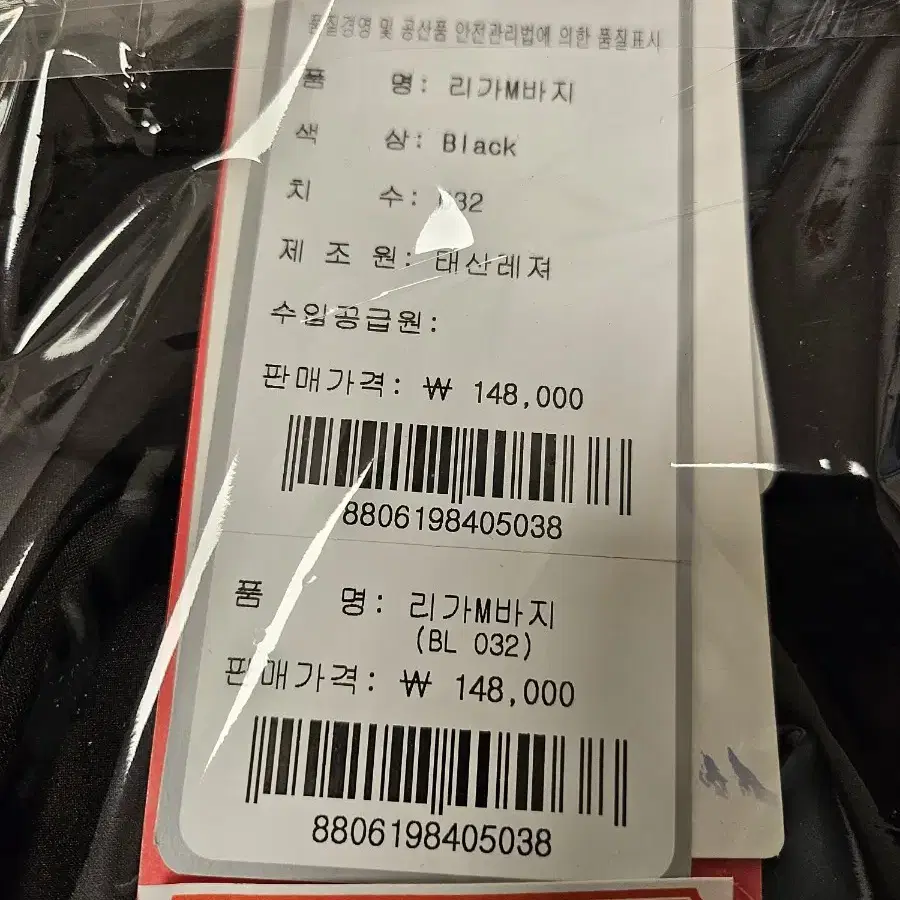 품질경영 및 공산품 안전관리법에 의한 품질표시
품 명: 리가M바지
색 상: Black
치 수: 032
제 조 원: 태산레져
수입공급원:
판매가격: ₩ 148,000
8806198405038
품 명: 리가M바지
(BL 032)
판매가격: ₩ 148,000
8806198405038